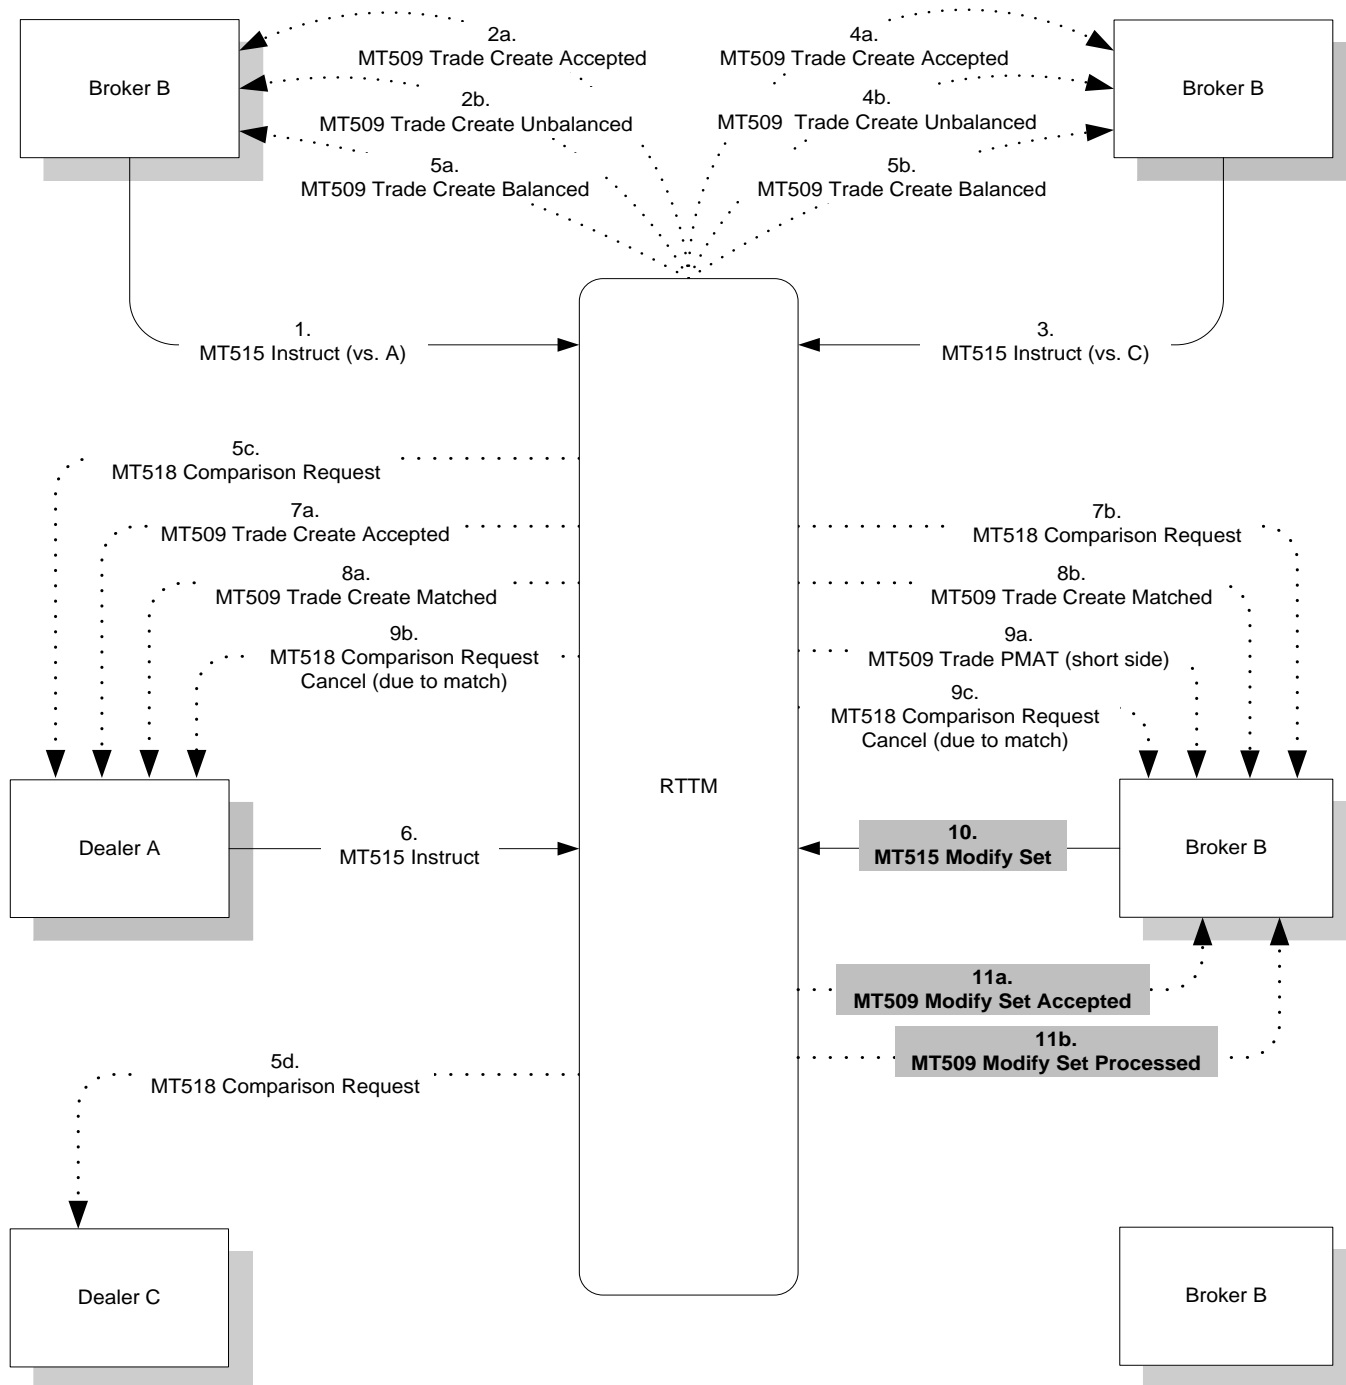 2a.
MT509 Trade Create Accepted
4a.
MT509 Trade Create Accepted
Broker B
Broker B
2b.
MT509 Trade Create Unbalanced
4b.
MT509 Trade Create Unbalanced
5a.
MT509 Trade Create Balanced
5b.
MT509 Trade Create Balanced
1.
MT515 Instruct (vs. A)
3.
MT515 Instruct (vs. C)
5c.
MT518 Comparison Request
7a.
MT509 Trade Create Accepted
7b.
MT518 Comparison Request
8a.
MT509 Trade Create Matched
8b.
MT509 Trade Create Matched
9b.
MT518 Comparison Request
Cancel (due to match)
9a.
MT509 Trade PMAT (short side)
9c.
MT518 Comparison Request
Cancel (due to match)
RTTM
Dealer A
6.
MT515 Instruct
10.
MT515 Modify Set
Broker B
11a.
MT509 Modify Set Accepted
11b.
MT509 Modify Set Processed
5d.
MT518 Comparison Request
Dealer C
Broker B